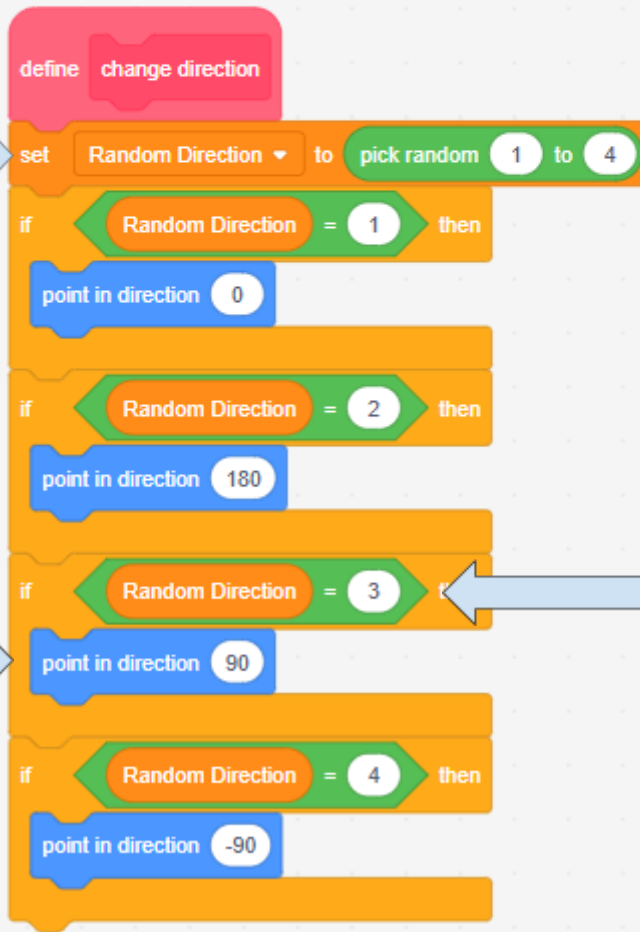 define change direction
set Random Direction to pick random 1 to 4
if Random Direction = 1 then
point in direction 0
if Random Direction = 2 then
point in direction 180
if Random Direction = 3
point in direction 90
if Random Direction = 4 then
point in direction -90